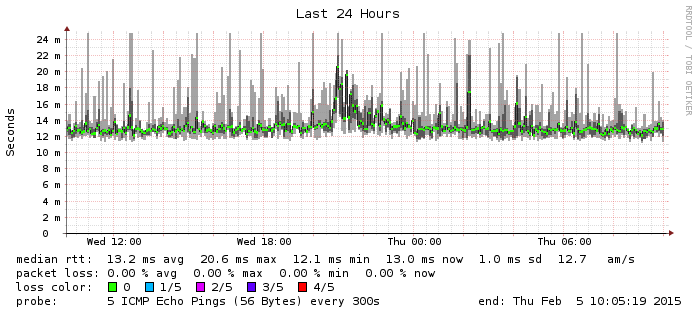 Last 24 Hours
RRDTOOL / TOBI OETIKER
Seconds
24 m
22 m
20 m
18 m
16 m
14 m
12 m
10 m
8 m
6 m
4 m
2 m
0
Wed 12:00 Wed 18:00 Thu 00:00 Thu 06:00
median rtt: 13.2 ms avg 20.6 ms max 12.1 ms min 13.0 ms now 1.0 ms sd 12.7 am/s
packet loss: 0.00 % avg 0.00 % max 0.00 % min 0.00 % now
loss color: 0 1/5 2/5 3/5 4/5
probe: 5 ICMP Echo Pings (56 Bytes) every 300s end: Thu Feb 5 10:05:19 2015